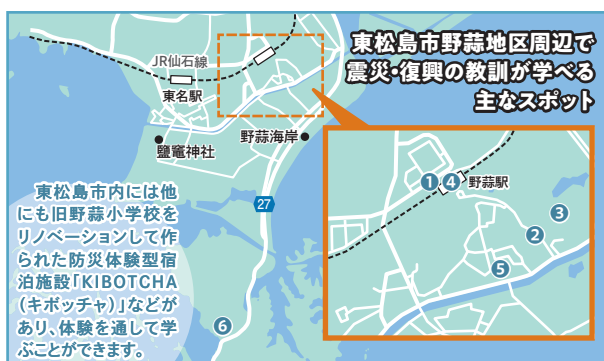 東松島市野蒜地区周辺で
震災・復興の教訓が学べる
主なスポット
JR仙石線
東名駅
鹽竈神社
野蒜海岸
27
6
1 4 野蒜駅
3
2
5
東松島市内には他
にも旧野蒜小学校を
リノベーションして作
られた防災体験型宿
泊施設「KIBOTCHA
（キボッチャ）」などが
あり、体験を通して学
ぶことができます。